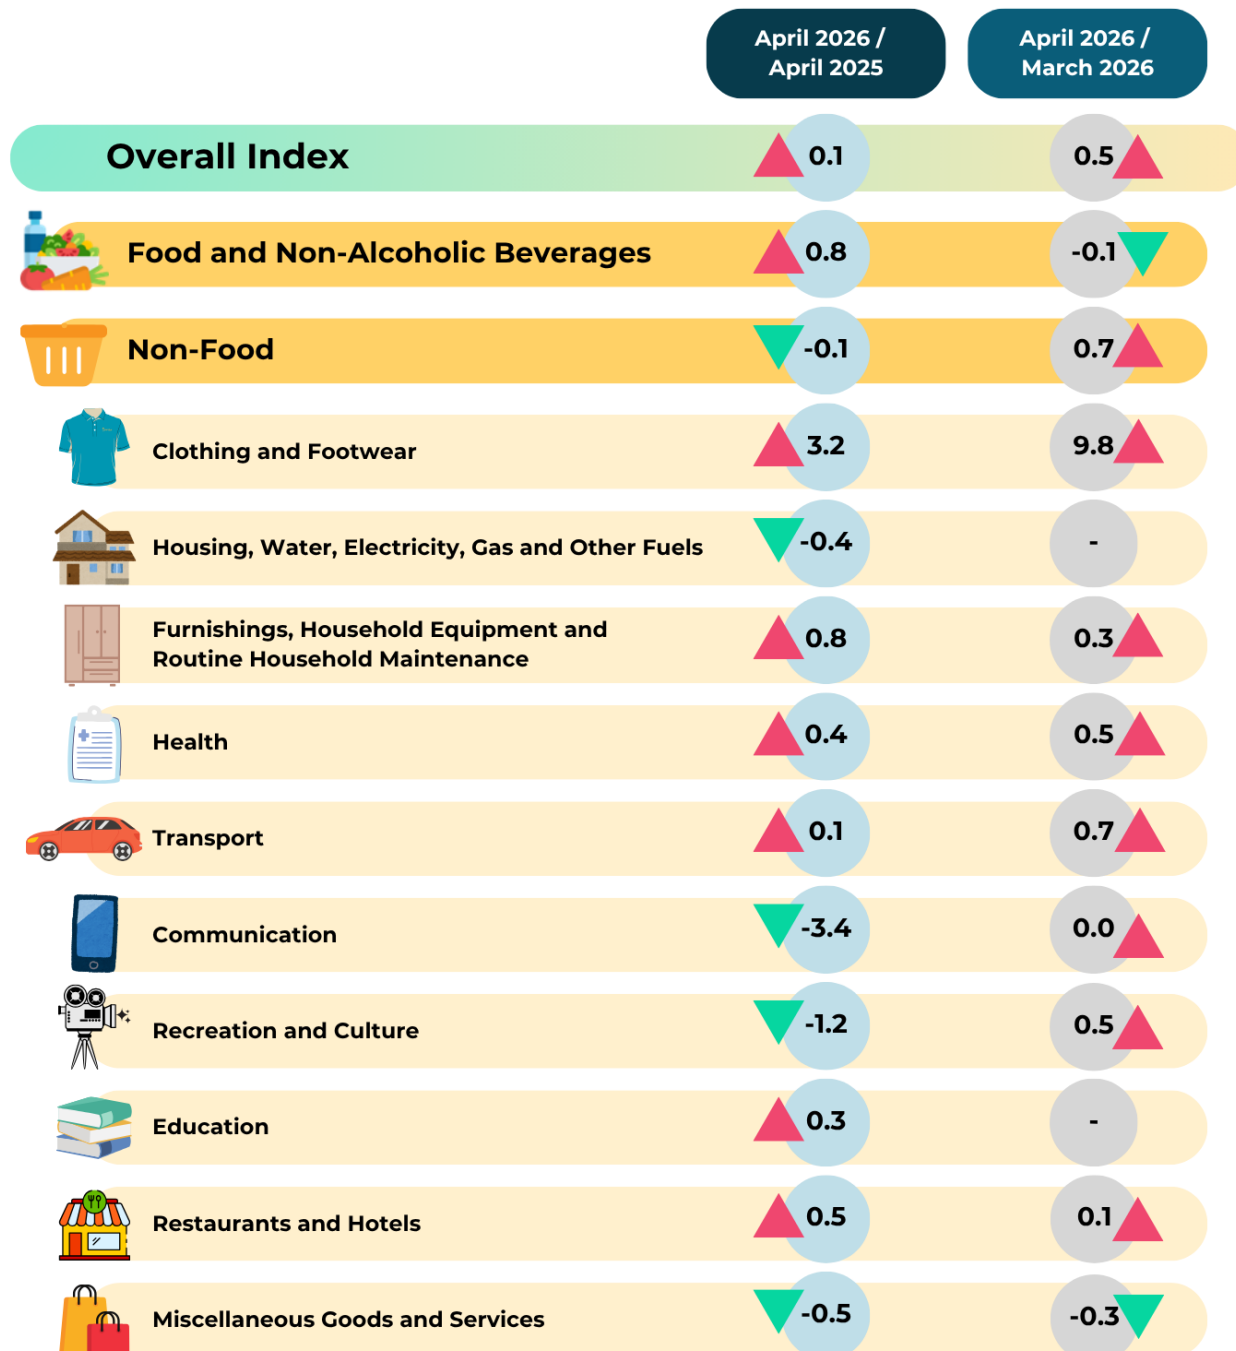 April 2026 /
April 2025
April 2026 /
March 2026
Overall Index
0.1
0.5
Food and Non-Alcoholic Beverages
0.8
-0.1
Non-Food
-0.1
0.7
Clothing and Footwear
3.2
9.8
Housing, Water, Electricity, Gas and Other Fuels
-0.4
-
Furnishings, Household Equipment and
Routine Household Maintenance
0.8
0.3
Health
0.4
0.5
Transport
0.1
0.7
Communication
-3.4
0.0
Recreation and Culture
-1.2
0.5
Education
0.3
-
Restaurants and Hotels
0.5
0.1
Miscellaneous Goods and Services
-0.5
-0.3